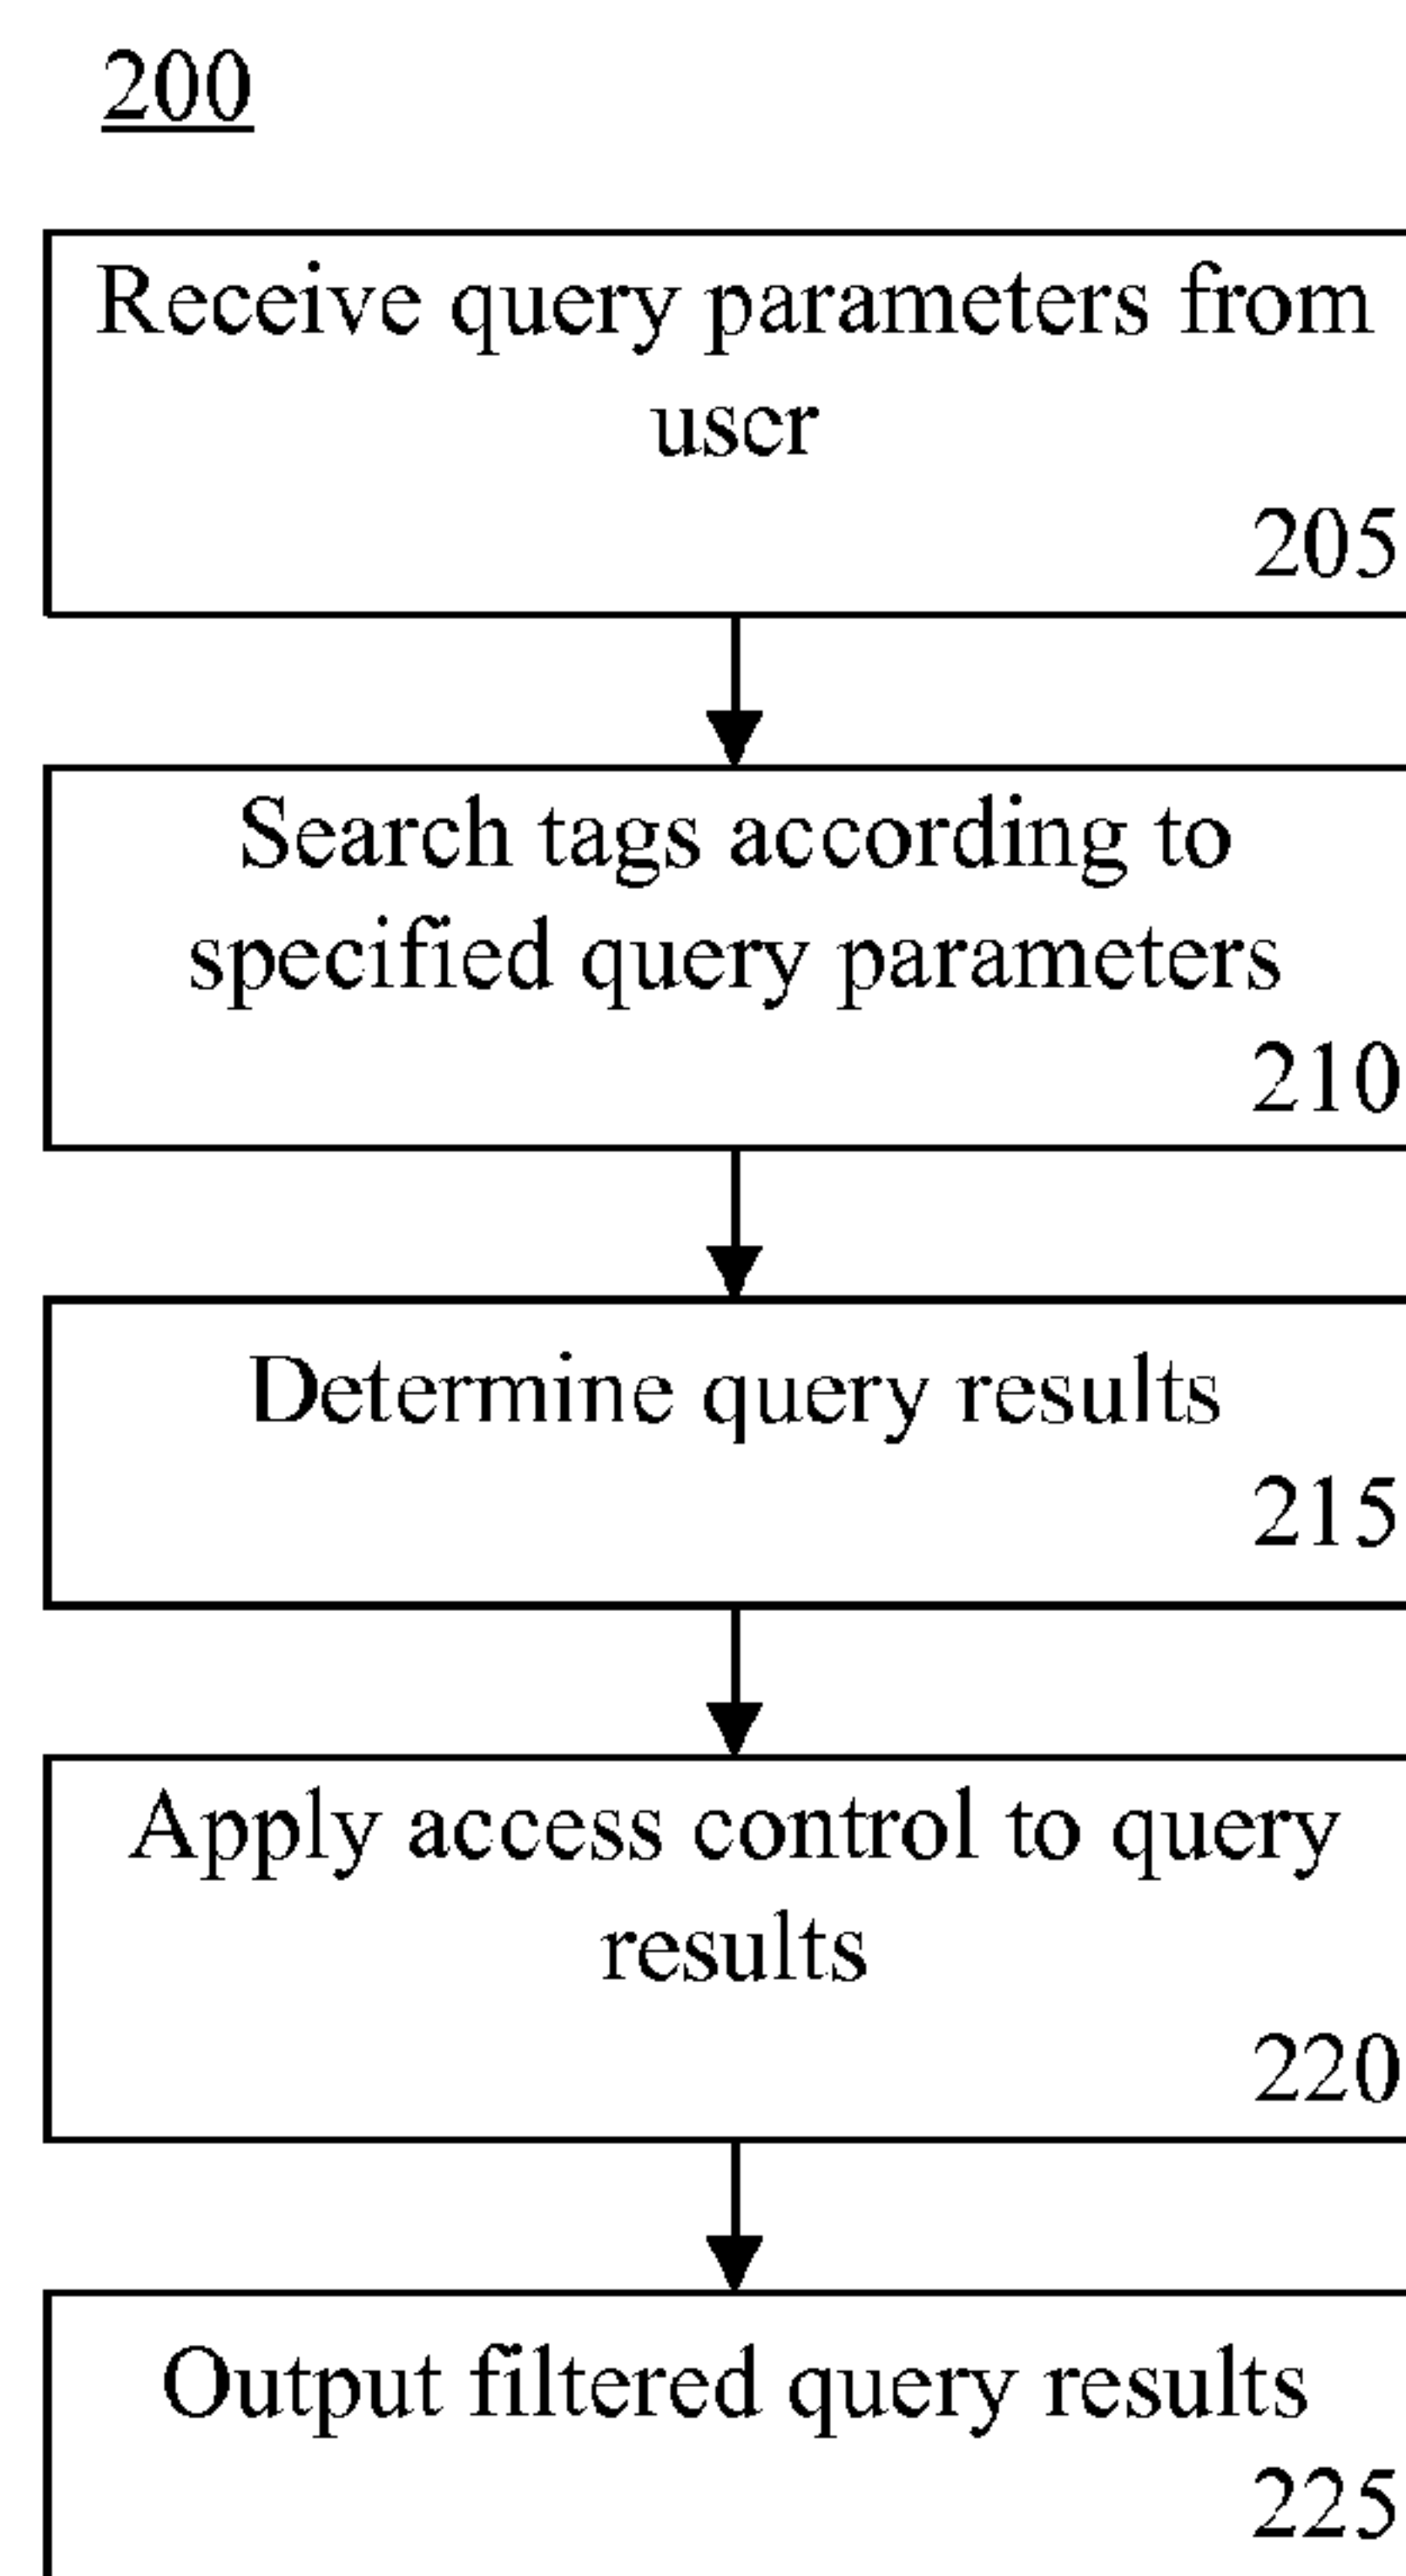 200
Receive query parameters from
user
205
Search tags according to
specified query parameters
210
Determine query results
215
Apply access control to query
results
220
Output filtered query results
225